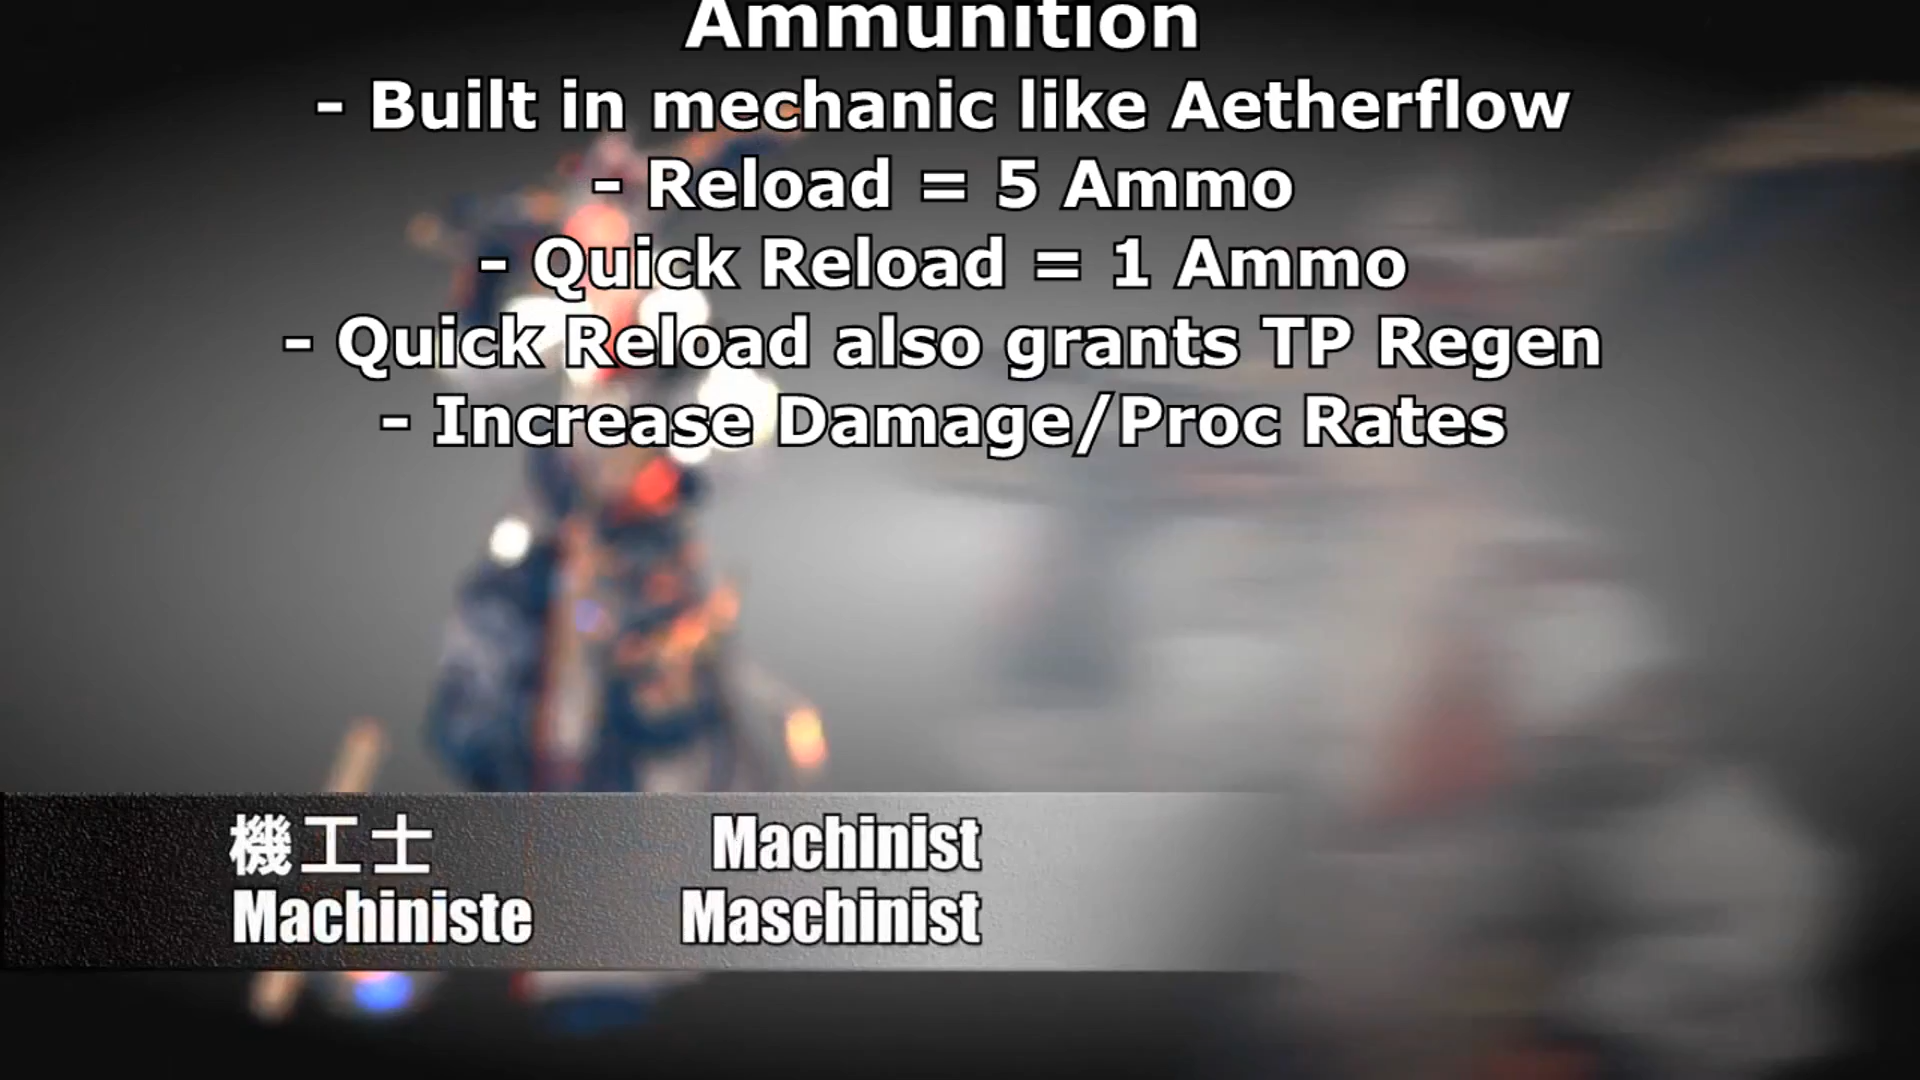 Ammunition
- Built in mechanic like Aetherflow
- Reload = 5 Ammo
- Quick Reload = 1 Ammo
- Quick Reload also grants TP Regen
- Increase Damage/Proc Rates
機工士 Machinist
Machiniste Maschinist